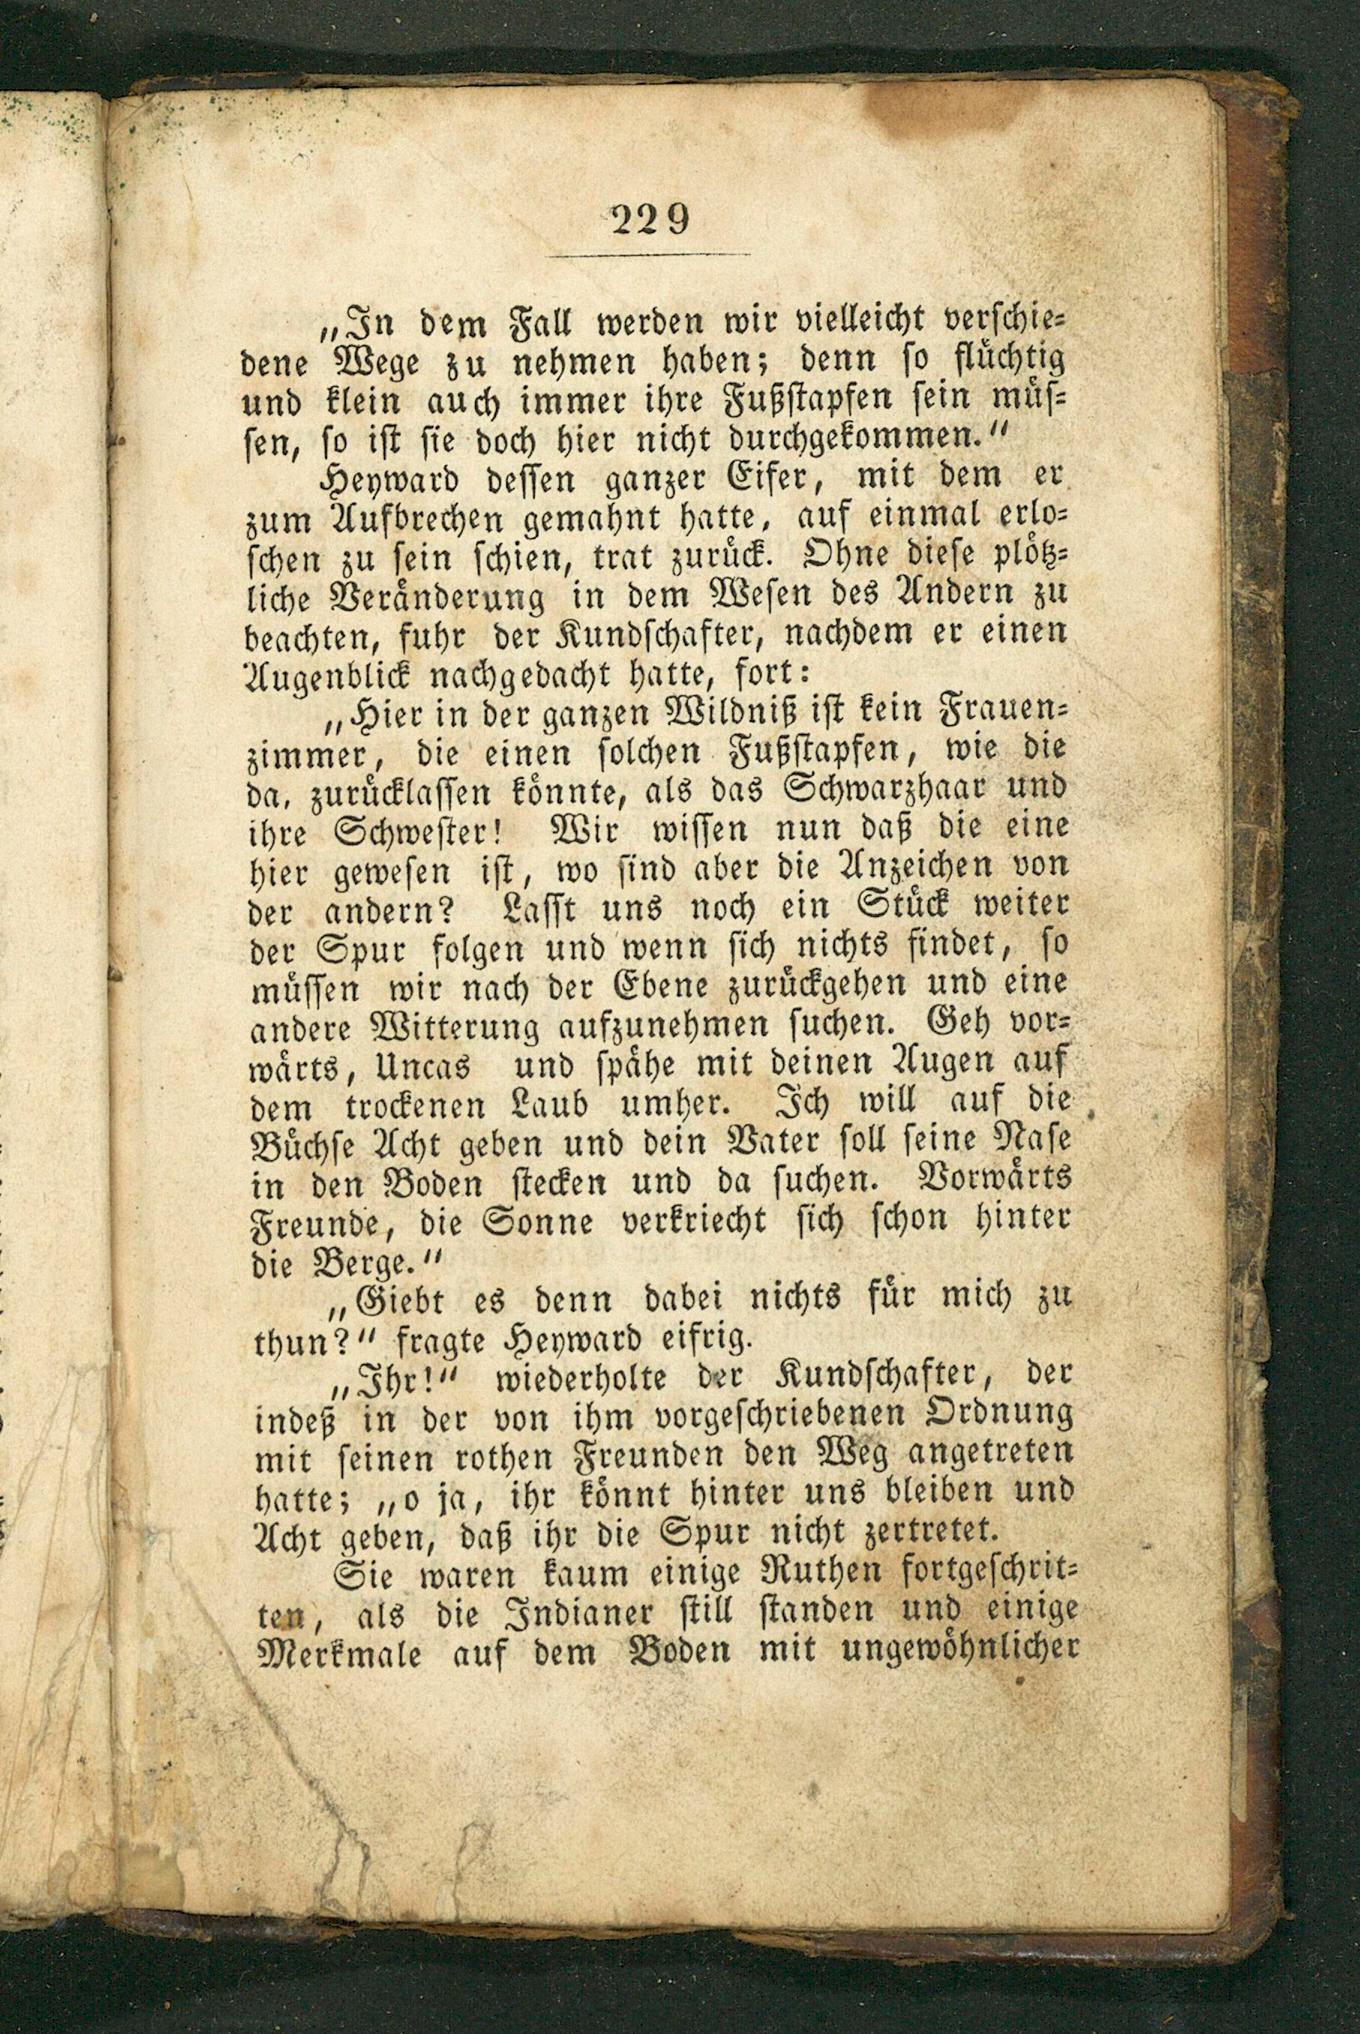 229
„In dem Fall werden wir vielleicht verschie-
dene Wege zu nehmen haben; denn so flüchtig
und klein auch immer ihre Fußstapfen sein müs-
sen, so ist sie doch hier nicht durchgekommen.“
Heyward dessen ganzer Eifer, mit dem er
zum Aufbrechen gemahnt hatte, auf einmal erlo-
schen zu sein schien, trat zurück. Ohne diese plötz-
liche Veränderung in dem Wesen des Andern zu
beachten, fuhr der Kundschafter, nachdem er einen
Augenblick nachgedacht hatte, fort:
„Hier in der ganzen Wildniß ist kein Frauen-
zimmer, die einen solchen Fußstapfen, wie die
da, zurücklassen könnte, als das Schwarzhaar und
ihre Schwester! Wir wissen nun daß die eine
hier gewesen ist, wo sind aber die Anzeichen von
der andern? Lasst uns noch ein Stück weiter
der Spur folgen und wenn sich nichts findet, so
müssen wir nach der Ebene zurückgehen und eine
andere Witterung aufzunehmen suchen. Geh vor-
wärts, Uncas und spähe mit deinen Augen auf
dem trockenen Laub umher. Ich will auf die
Büchse Acht geben und dein Vater soll seine Nase
in den Boden stecken und da suchen. Vorwärts
Freunde, die Sonne verkriecht sich schon hinter
die Berge.“
„Giebt es denn dabei nichts für mich zu
thun?“ fragte Heyward eifrig.
„Ihr!“ wiederholte der Kundschafter, der
indeß in der von ihm vorgeschriebenen Ordnung
mit seinen rothen Freunden den Weg angetreten
hatte; „o ja, ihr könnt hinter uns bleiben und
Acht geben, daß ihr die Spur nicht zertretet.
Sie waren kaum einige Ruthen fortgeschrit-
ten, als die Indianer still standen und einige
Merkmale auf dem Boden mit ungewöhnlicher